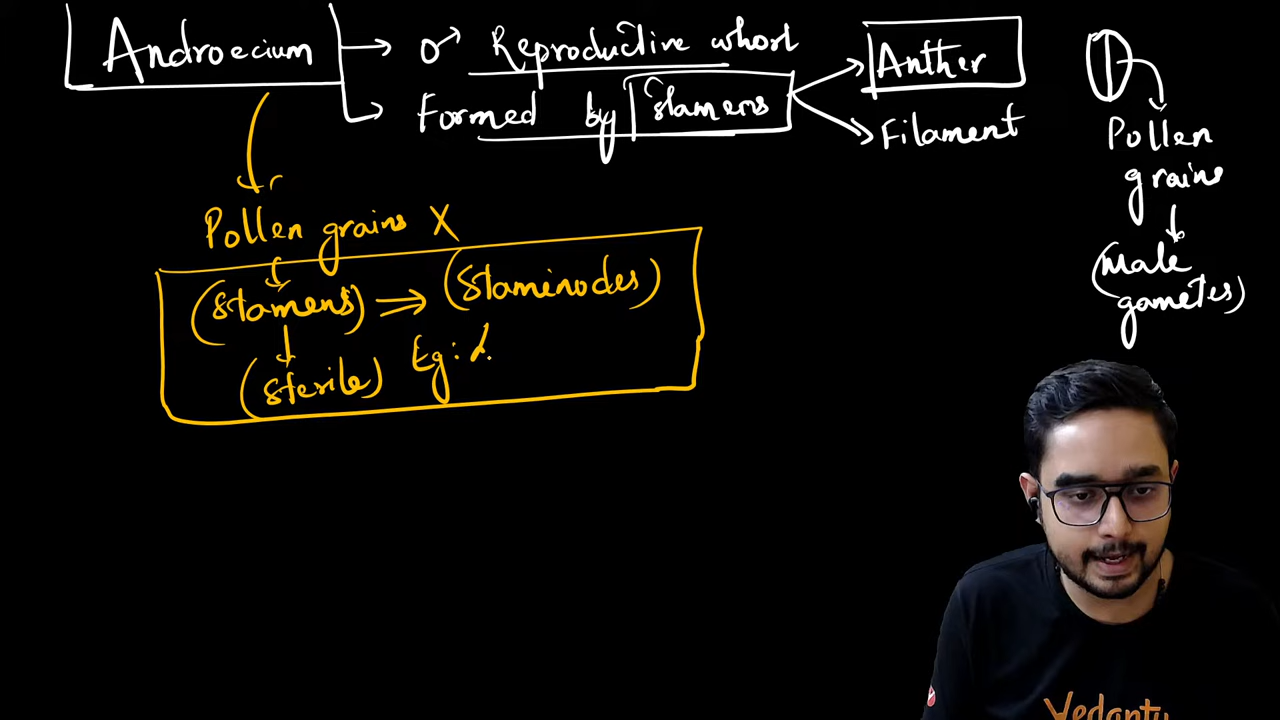 Androecium → ♂ Reproductive whorl
→ Formed by stamens → Anther
→ Filament
Pollen
grains
↓
(Male
gametes)
Pollen grains X
(Stamens) ⇒ (Staminodes)
(Sterile) Eg:
Vedantu